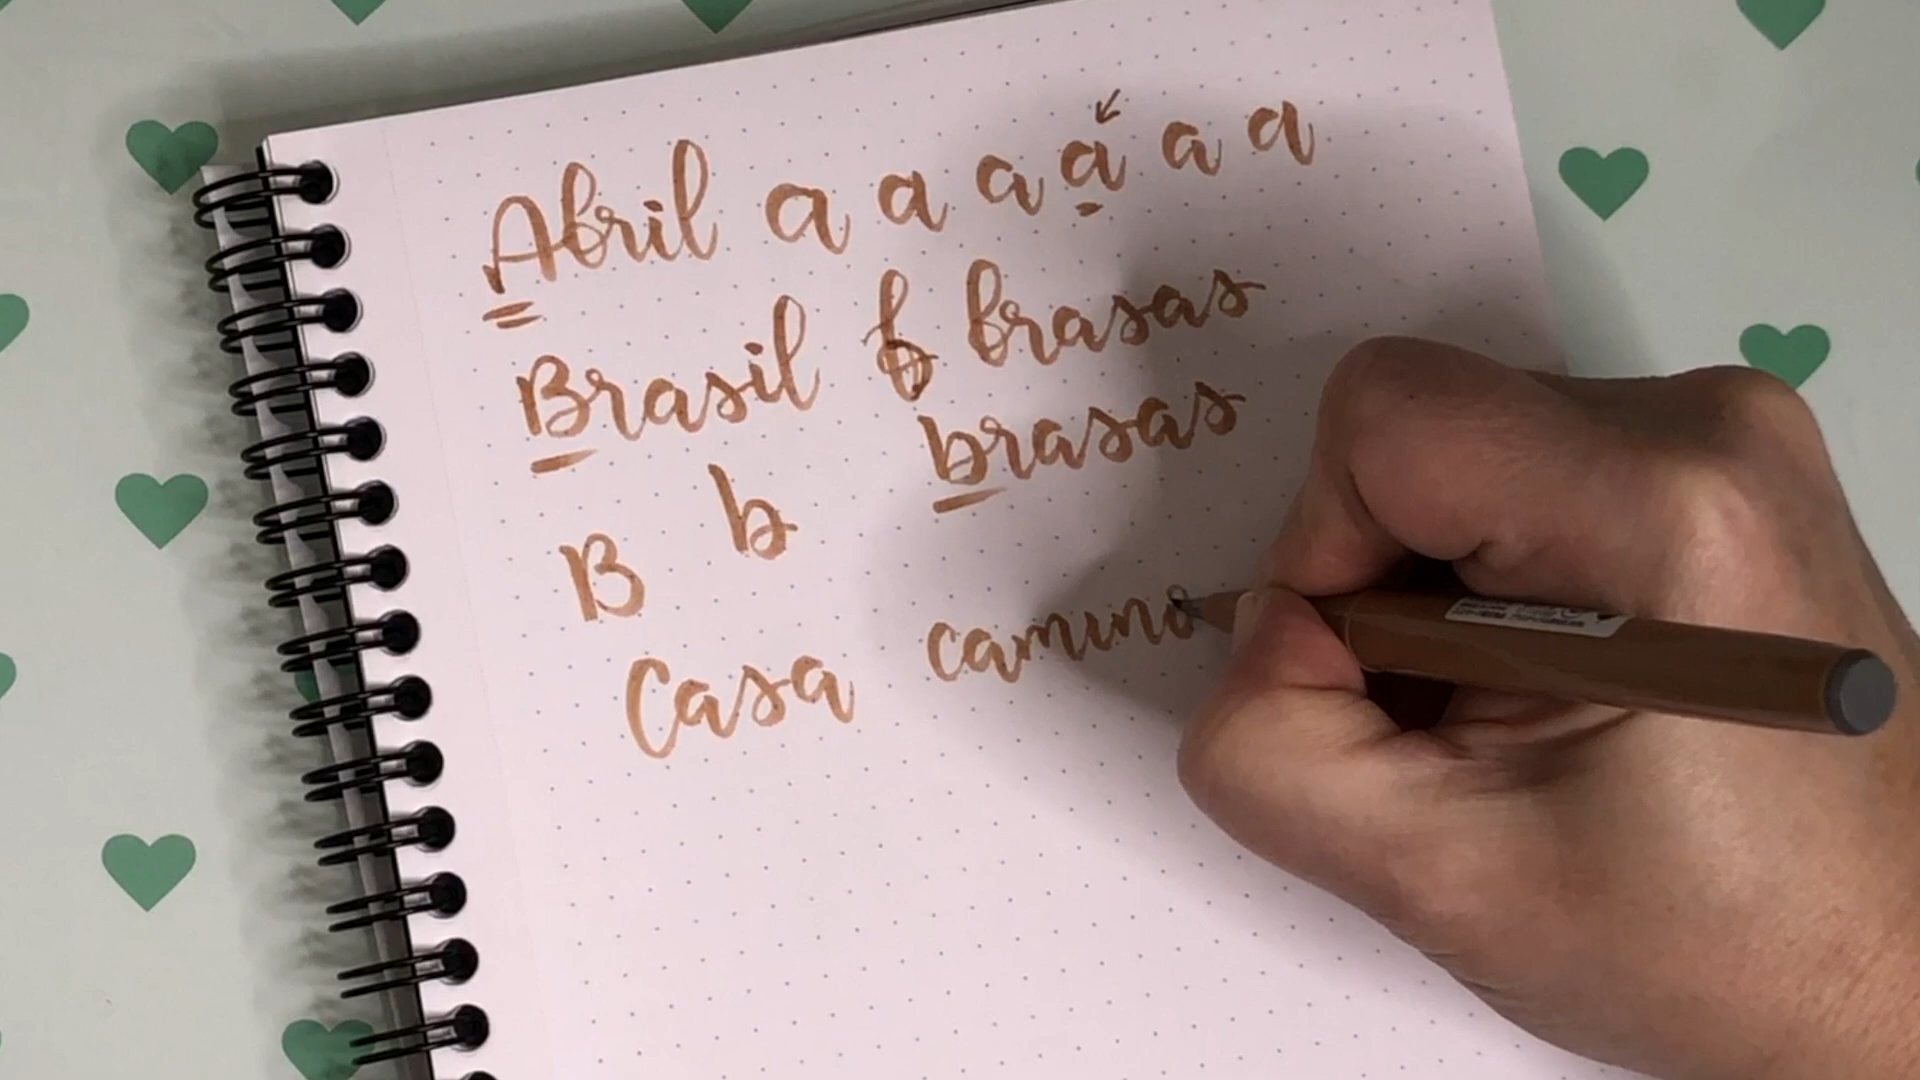 Abril a a a a a a
Brasil b brasas
brasas
B b
Casa camino